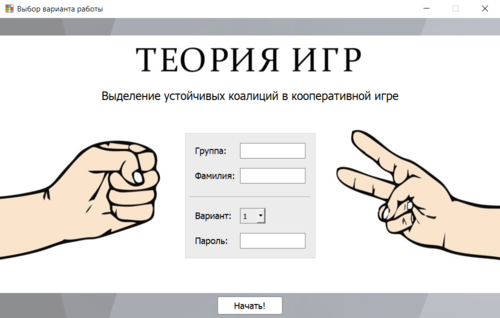 Выбор варианта работы
ТЕОРИЯ ИГР
Выделение устойчивых коалиций в кооперативной игре
Группа:
Фамилия:
Вариант: 1
Пароль:
Начать!